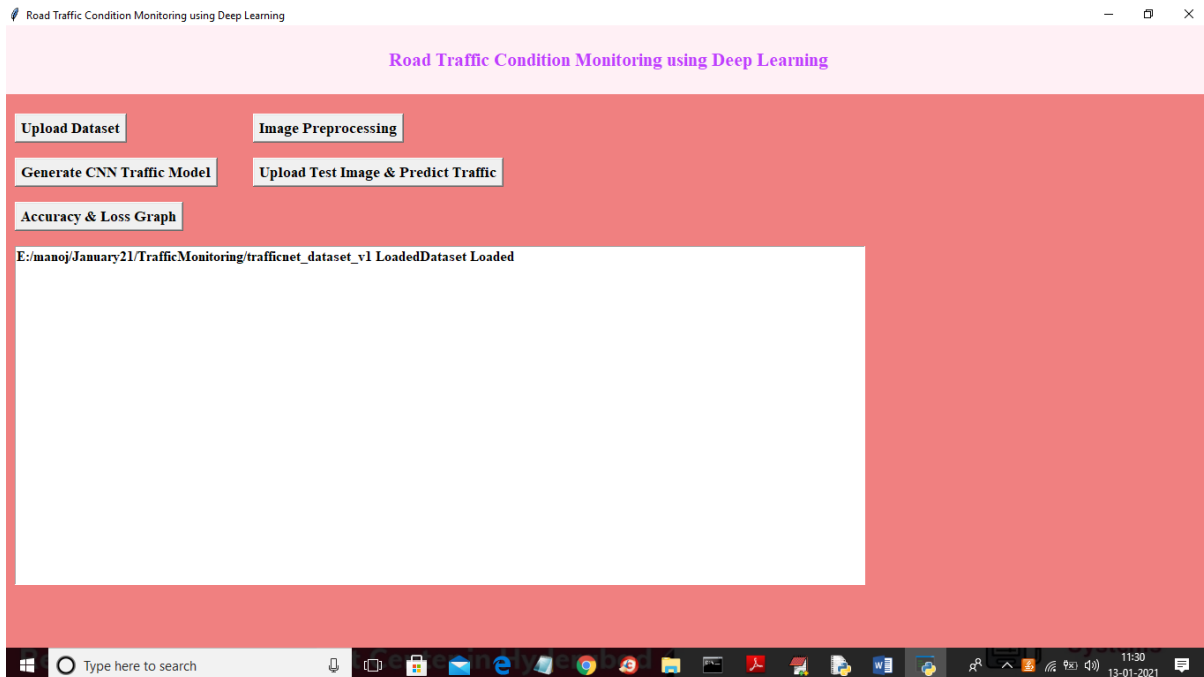 Road Traffic Condition Monitoring using Deep Learning
Road Traffic Condition Monitoring using Deep Learning
Upload Dataset
Image Preprocessing
Generate CNN Traffic Model
Upload Test Image & Predict Traffic
Accuracy & Loss Graph
E:/manoj/January21/TrafficMonitoring/trafficnet_dataset_v1 LoadedDataset Loaded
Type here to search
11:30
13-01-2021